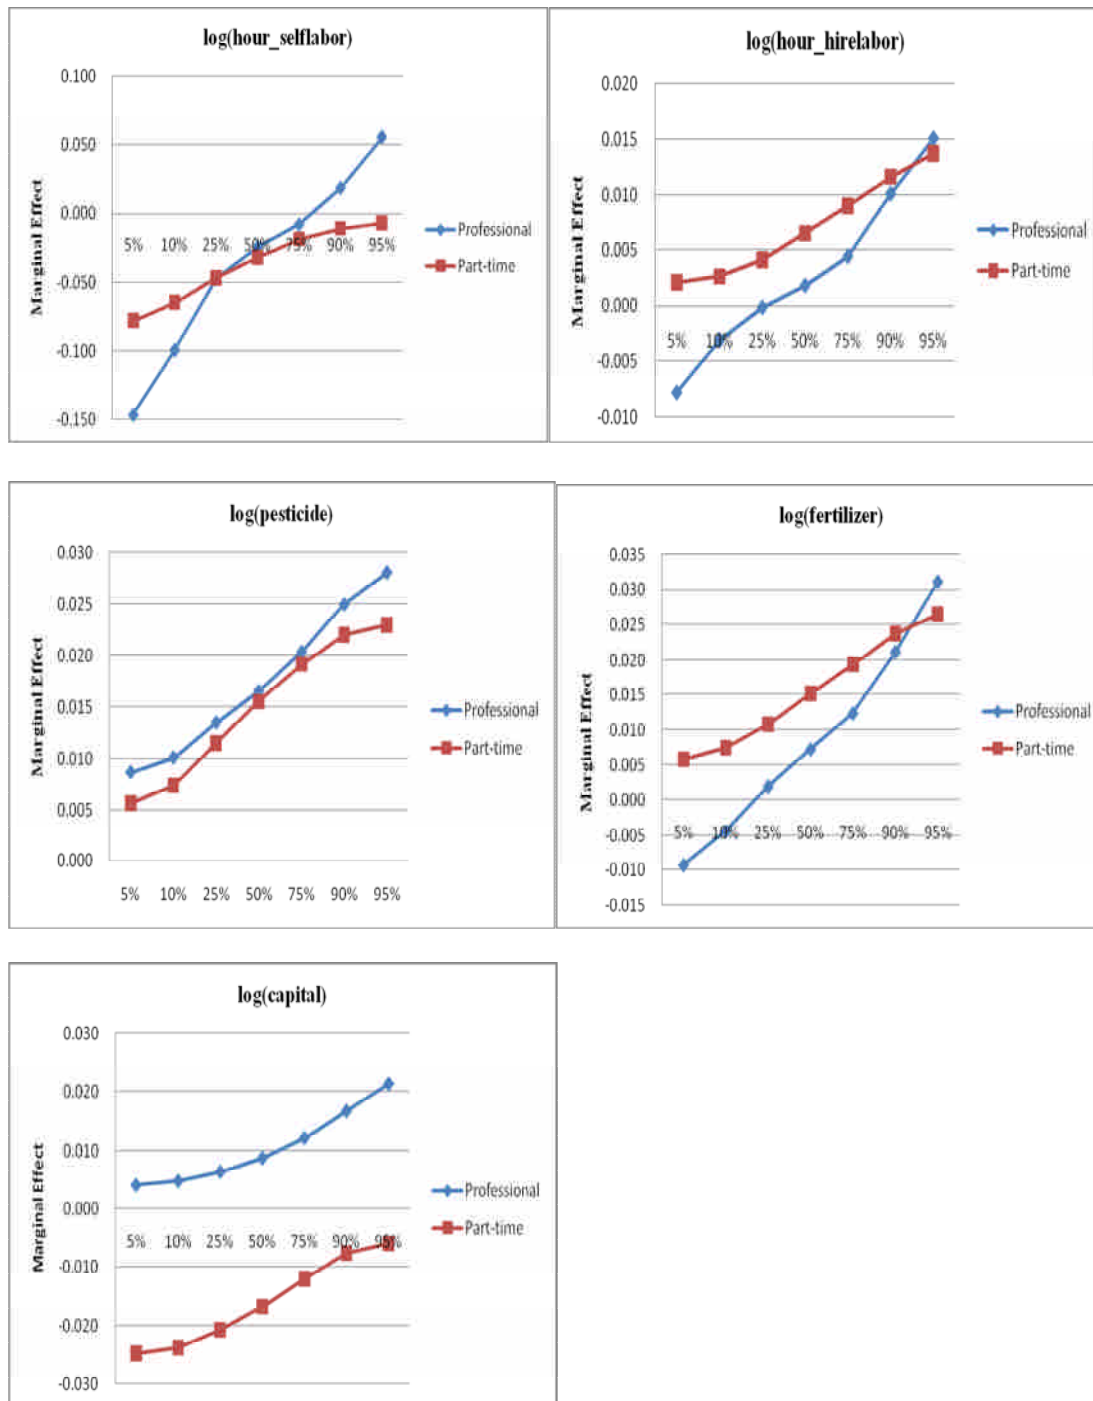 log(hour_selflabor)
0.100
0.050
0.000
-0.050
-0.100
-0.150
Marginal Effect
5% 10% 25% 50% 75% 90% 95%
Professional
Part-time
log(hour_hirelabor)
0.020
0.015
0.010
0.005
0.000
-0.005
-0.010
Marginal Effect
5% 10% 25% 50% 75% 90% 95%
Professional
Part-time
log(pesticide)
0.030
0.025
0.020
0.015
0.010
0.005
0.000
Marginal Effect
5% 10% 25% 50% 75% 90% 95%
Professional
Part-time
log(fertilizer)
0.035
0.030
0.025
0.020
0.015
0.010
0.005
0.000
-0.005
-0.010
-0.015
Marginal Effect
5% 10% 25% 50% 75% 90% 95%
Professional
Part-time
log(capital)
0.030
0.020
0.010
0.000
-0.010
-0.020
-0.030
Marginal Effect
5% 10% 25% 50% 75% 90% 95%
Professional
Part-time